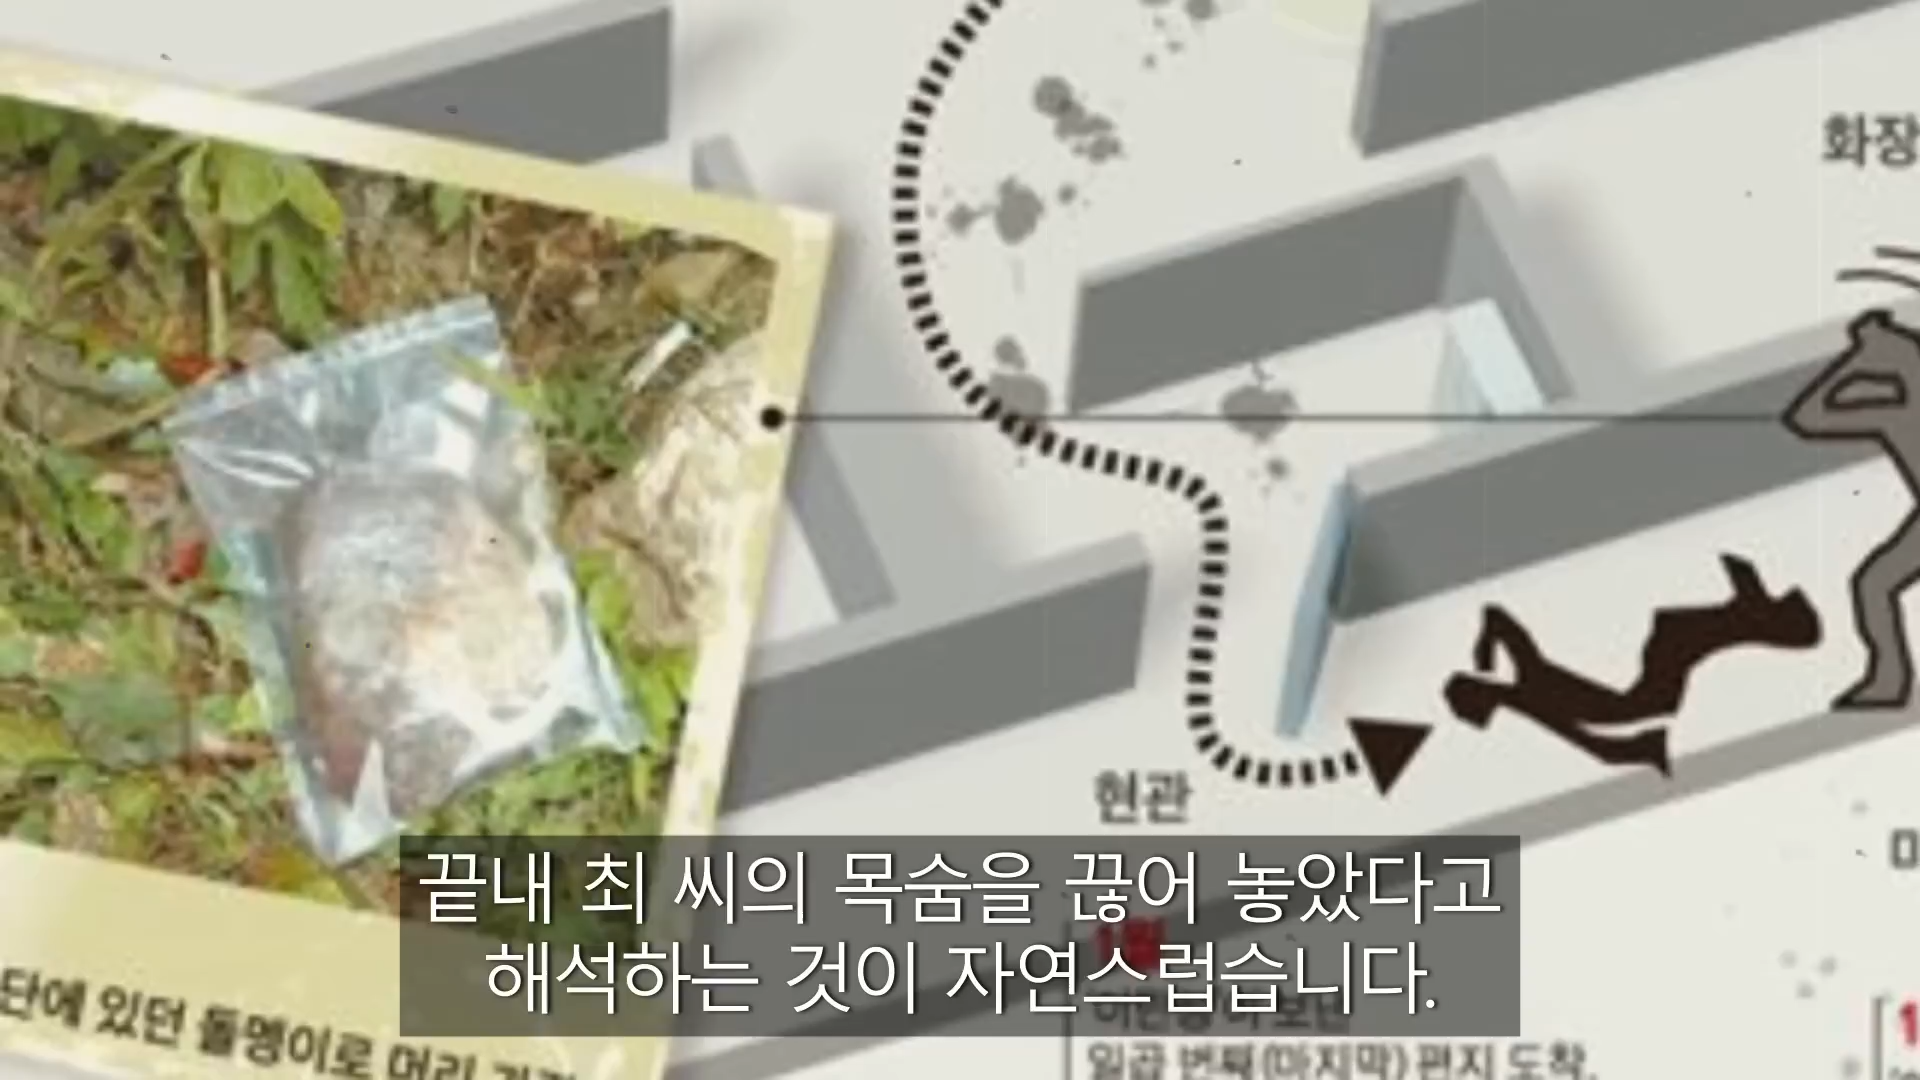 화장
현관
끝내 최 씨의 목숨을 끊어 놓았다고
해석하는 것이 자연스럽습니다.
단에 있던 돌멩이로 머리
일곱 번째(마지막) 편지 도착.